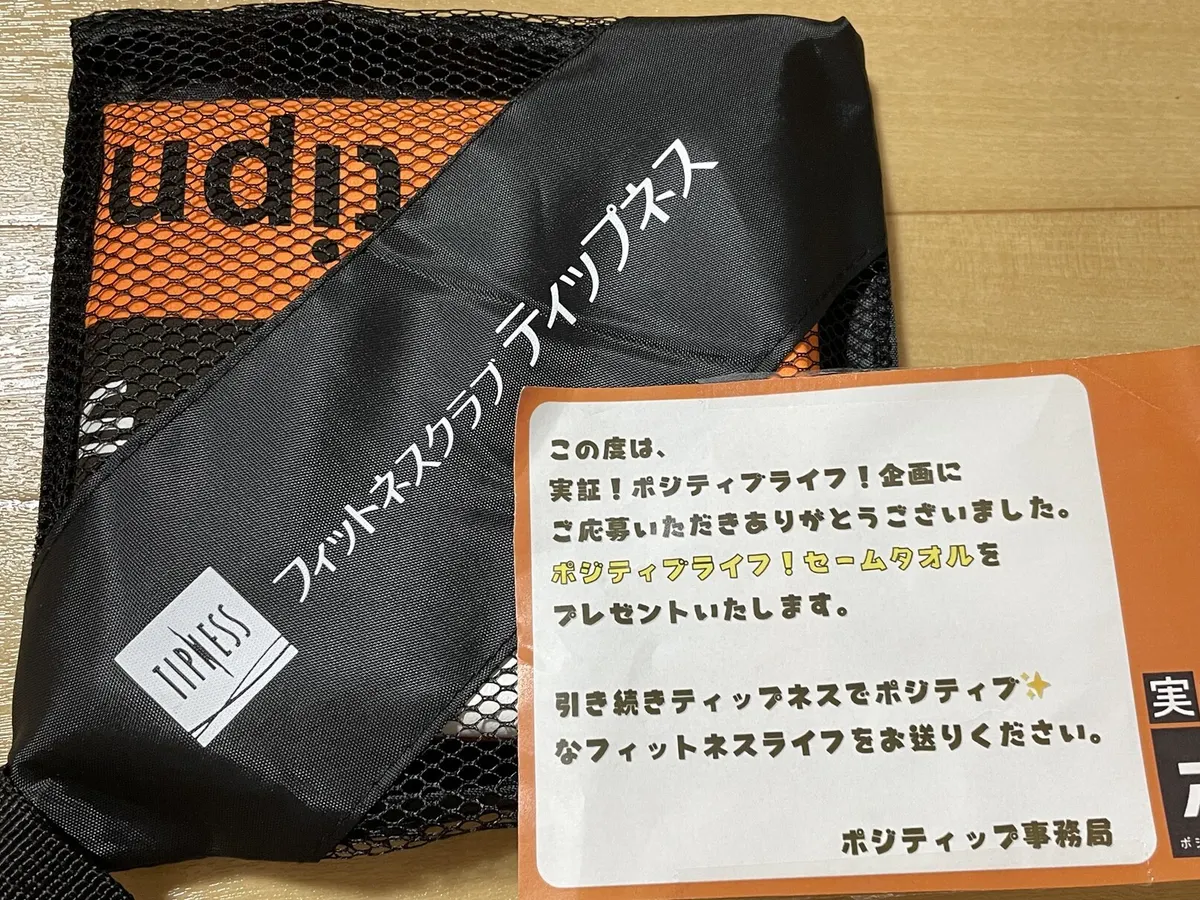 フィットネスクラブ ティップネス
TIPNESS
この度は、
実証！ポジティブライフ！企画に
ご応募いただきありがとうございました。
ポジティブライフ！セームタオルを
プレゼントいたします。
引き続きティップネスでポジティブ✨
なフィットネスライフをお送りください。
ポジティップ事務局
実
ポジ